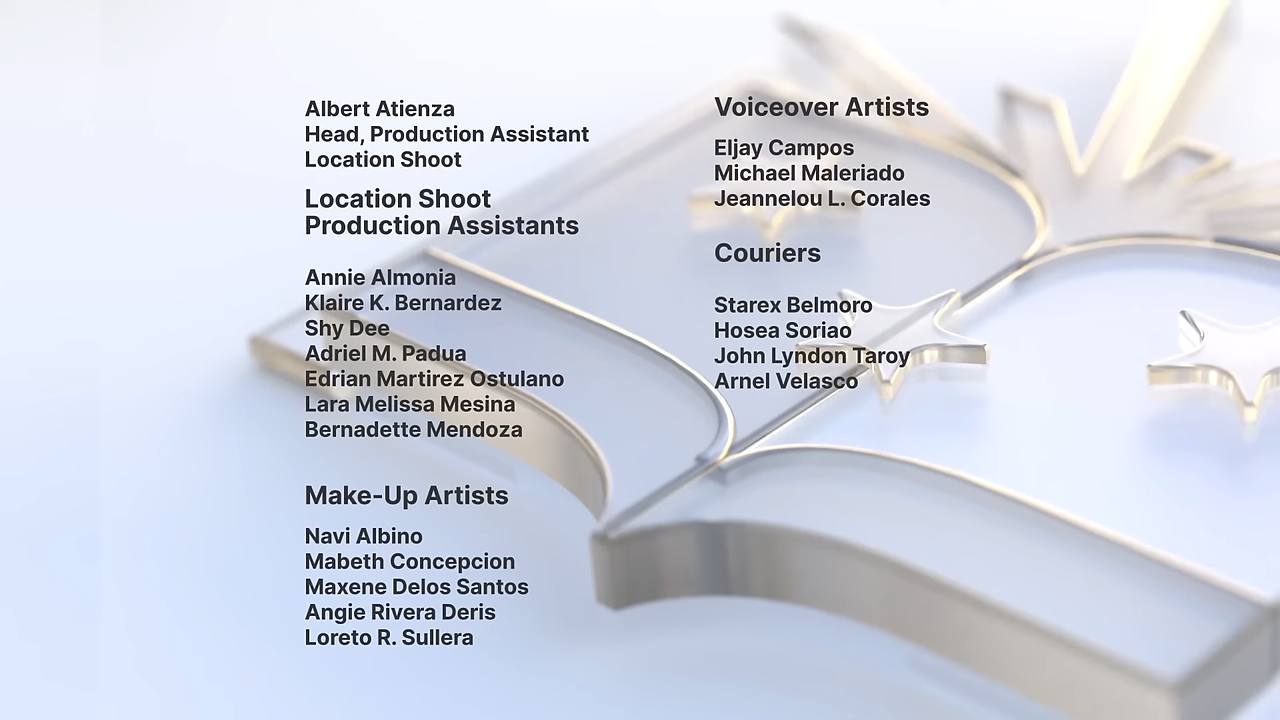 Albert Atienza
Head, Production Assistant
Location Shoot
Location Shoot
Production Assistants
Annie Almonia
Klaire K. Bernardez
Shy Dee
Adriel M. Padua
Edrian Martirez Ostulano
Lara Melissa Mesina
Bernadette Mendoza
Make-Up Artists
Navi Albino
Mabeth Concepcion
Maxene Delos Santos
Angie Rivera Deris
Loreto R. Sullera
Voiceover Artists
Eljay Campos
Michael Maleriado
Jeannelou L. Corales
Couriers
Starex Belmoro
Hosea Soriao
John Lyndon Taroy
Arnel Velasco